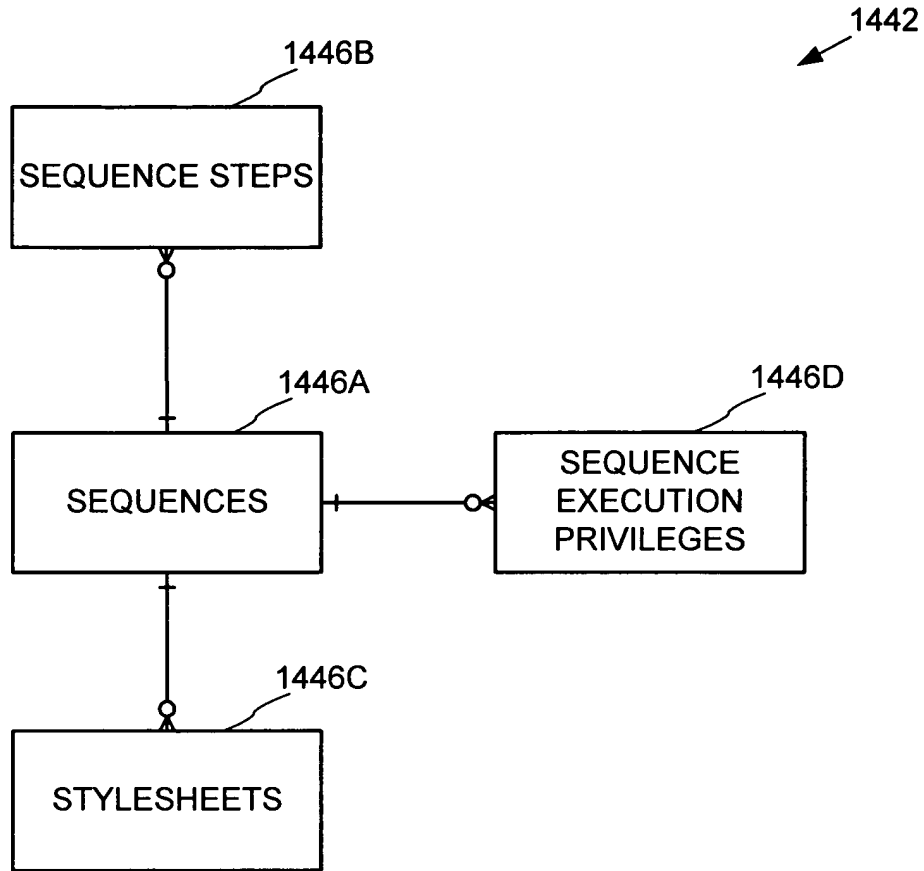 1442
1446B
SEQUENCE STEPS
1446A
SEQUENCES
1446D
SEQUENCE
EXECUTION
PRIVILEGES
1446C
STYLESHEETS